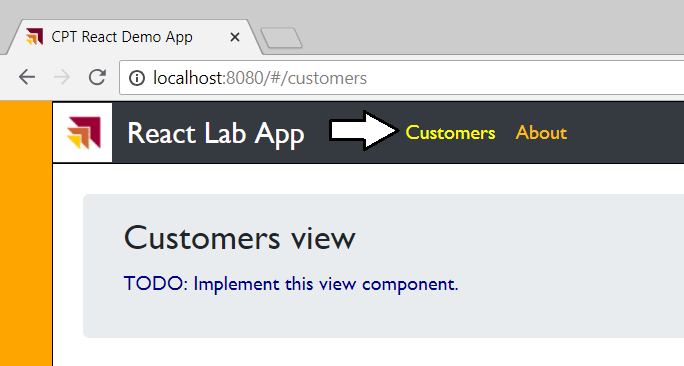 CPT React Demo App
localhost:8080/#/customers
React Lab App Customers About
Customers view
TODO: Implement this view component.